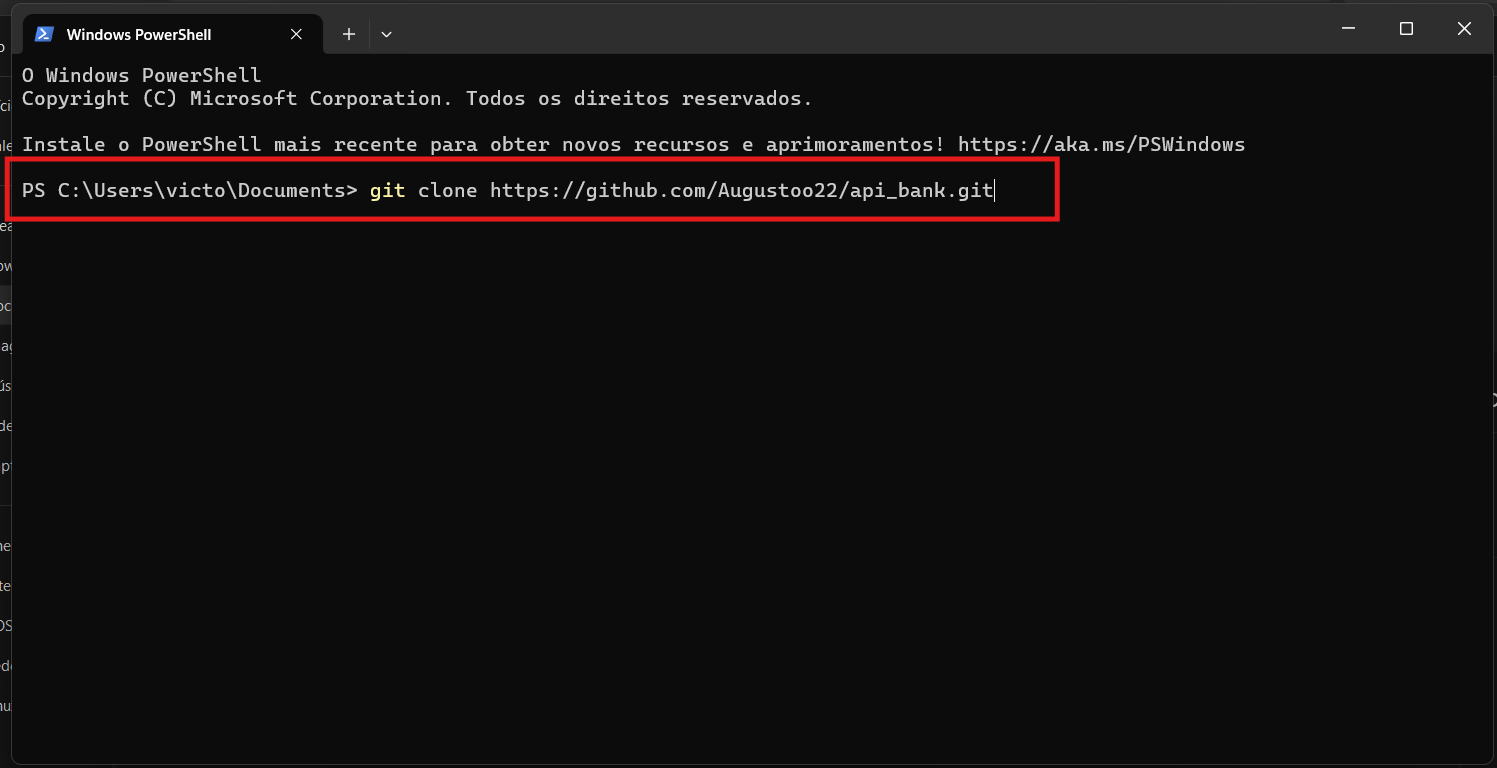 Windows PowerShell
O Windows PowerShell
Copyright (C) Microsoft Corporation. Todos os direitos reservados.
Instale o PowerShell mais recente para obter novos recursos e aprimoramentos! https://aka.ms/PSWindows
PS C:\Users\victo\Documents> git clone https://github.com/Augustoo22/api_bank.git